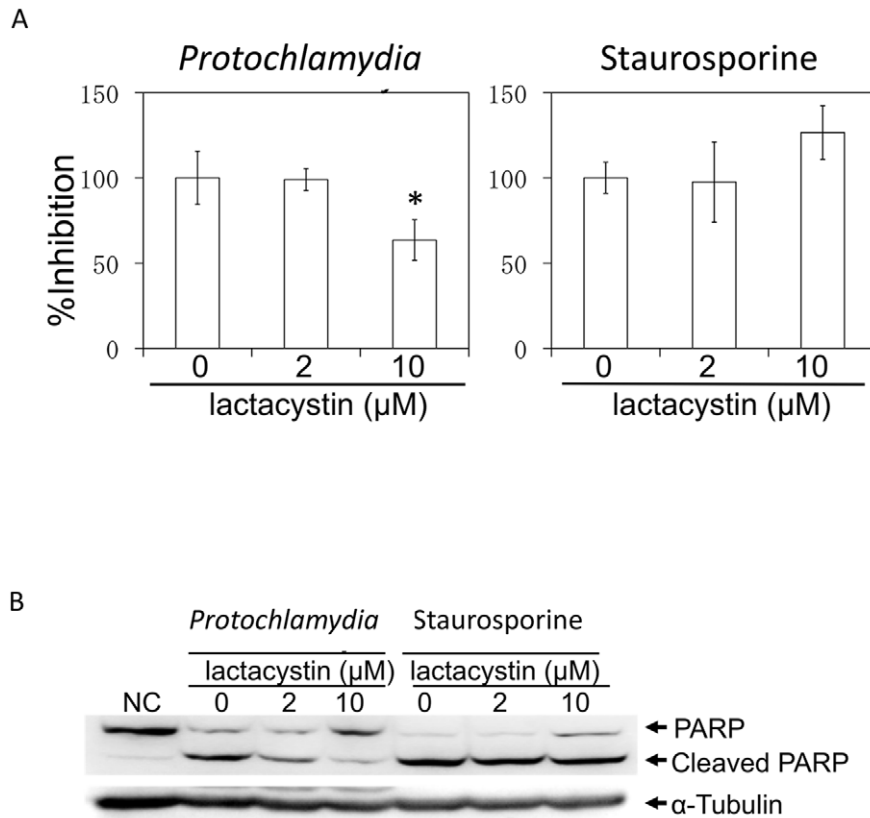 A
Protochlamydia
Staurosporine
%Inhibition
150
100
50
0
*
0 2 10
lactacystin (µM)
150
100
50
0
0 2 10
lactacystin (µM)
B
Protochlamydia Staurosporine
lactacystin (µM) lactacystin (µM)
NC 0 2 10 0 2 10
PARP
Cleaved PARP
α-Tubulin